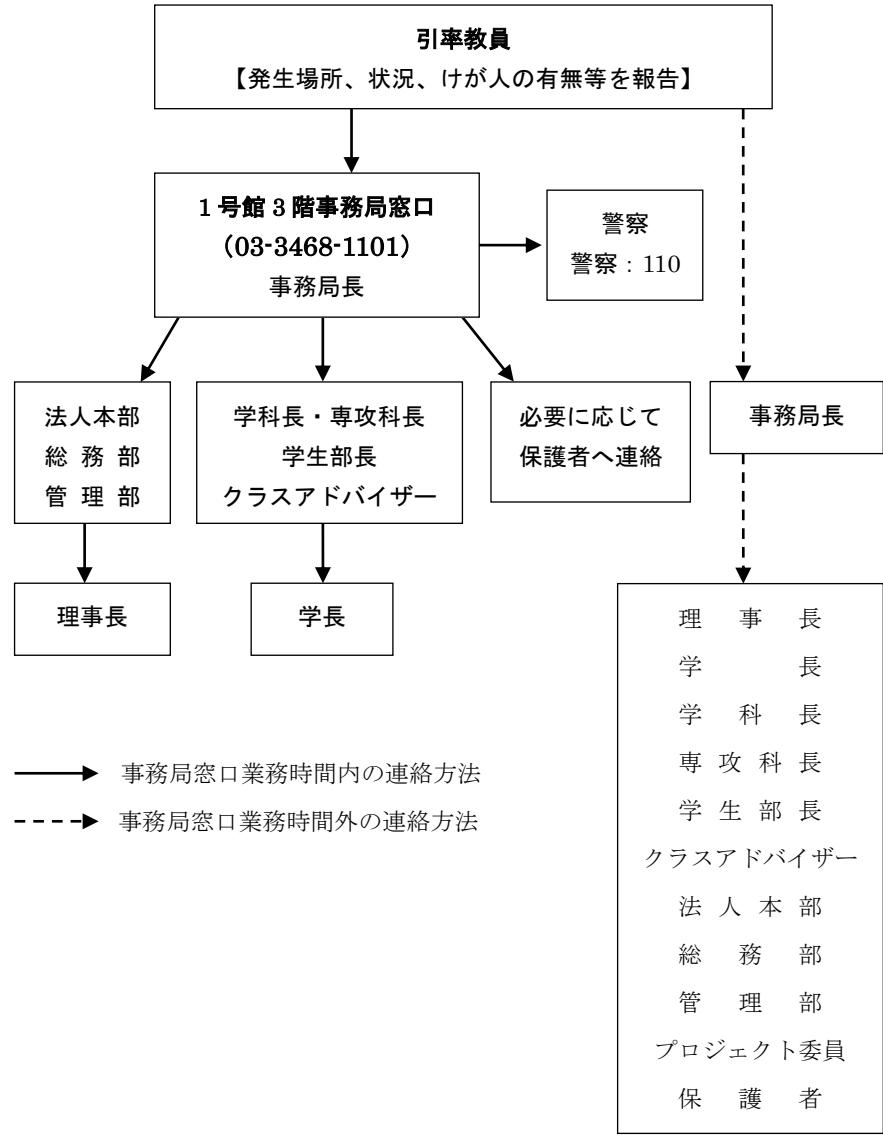 引率教員
【発生場所、状況、けが人の有無等を報告】
1号館3階事務局窓口
（03-3468-1101）
事務局長
警察
警察：110
法人本部
総務部
管理部
学科長・専攻科長
学生部長
クラスアドバイザー
必要に応じて
保護者へ連絡
事務局長
理事長
学長
理事長
学長
学科長
専攻科長
学生部長
クラスアドバイザー
法人本部
総務部
管理部
プロジェクト委員
保護者
事務局窓口業務時間内の連絡方法
事務局窓口業務時間外の連絡方法